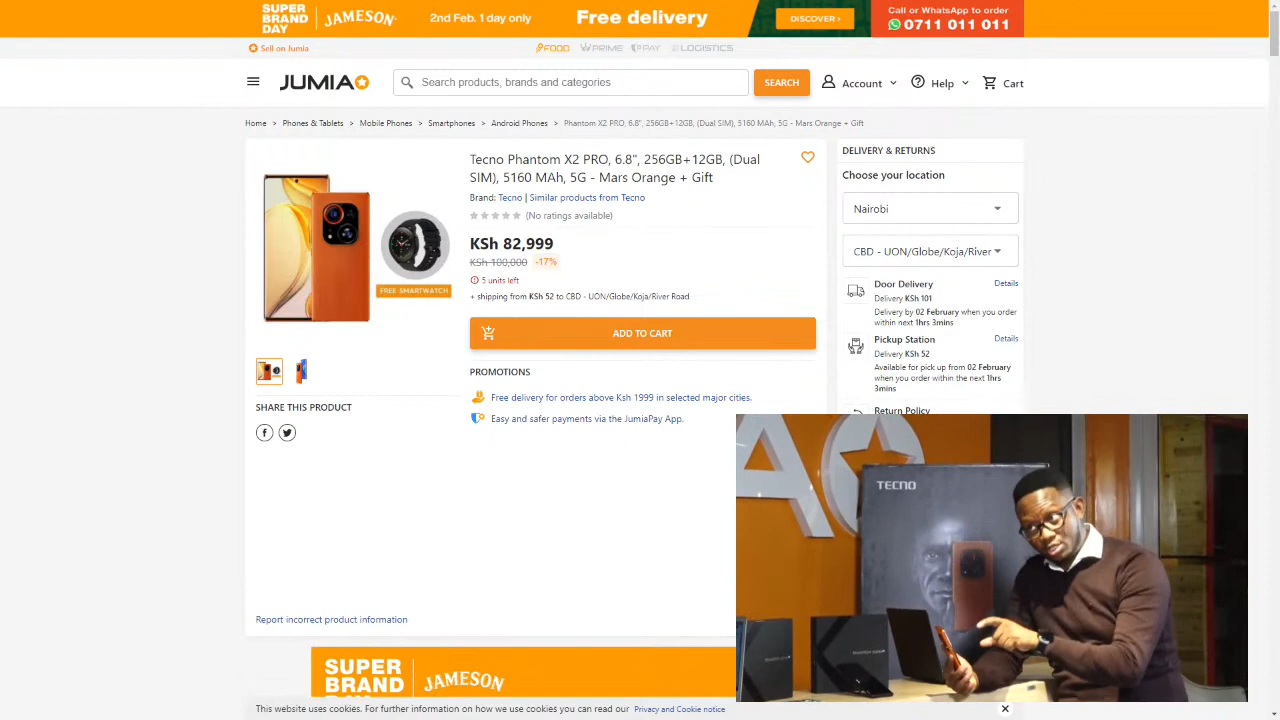 SUPER
BRAND
DAY
JAMESON
2nd Feb. 1 day only
Free delivery
DISCOVER ›
Call or WhatsApp to order
0711 011 011
Sell on Jumia
FOOD
PRIME
PAY
LOGISTICS
JUMIA
Search products, brands and categories
SEARCH
Account
Help
Cart
Home > Phones & Tablets > Mobile Phones > Smartphones > Android Phones > Phantom X2 PRO, 6.8", 256GB+12GB, (Dual SIM), 5160 MAh, 5G - Mars Orange + Gift
FREE SMARTWATCH
SHARE THIS PRODUCT
Report incorrect product information
Tecno Phantom X2 PRO, 6.8", 256GB+12GB, (Dual
SIM), 5160 MAh, 5G - Mars Orange + Gift
Brand: Tecno | Similar products from Tecno
(No ratings available)
KSh 82,999
KSh 100,000 -17%
5 units left
+ shipping from KSh 52 to CBD - UON/Globe/Koja/River Road
ADD TO CART
PROMOTIONS
Free delivery for orders above Ksh 1999 in selected major cities.
Easy and safer payments via the JumiaPay App.
DELIVERY & RETURNS
Choose your location
Nairobi
CBD - UON/Globe/Koja/River
Door Delivery
Details
Delivery KSh 101
Delivery by 02 February when you order
within next 1hrs 3mins
Pickup Station
Details
Delivery KSh 52
Available for pick up from 02 February
when you order within the next 1hrs
3mins
Return Policy
TECNO
SUPER
BRAND
JAMESON
This website uses cookies. For further information on how we use cookies you can read our Privacy and Cookie notice